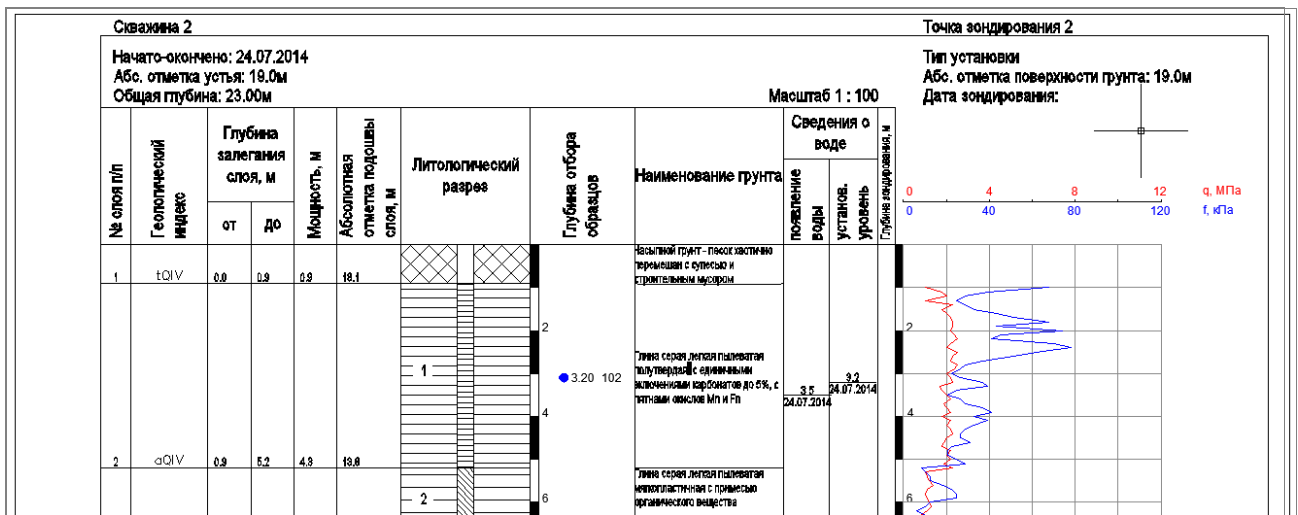 Скважина 2
Точка зондирования 2
Начато-окончено: 24.07.2014
Абс. отметка устья: 19.0м
Общая глубина: 23.00м
Масштаб 1 : 100
Тип установки
Абс. отметка поверхности грунта: 19.0м
Дата зондирования:
№ слоя п/п
Геологический
индекс
Глубина
залегания
слоя, м
от
до
Мощность, м
Абсолютная
отметка подошвы
слоя, м
Литологический
разрез
Глубина отбора
образцов
Наименование грунта
Сведения о
воде
появление
воды
установ.
уровень
Глубина зондирования, м
0 4 8 12 q, МПа
0 40 80 120 f, кПа
1 tQIV 0.0 0.9 0.9 18.1
Насыпной грунт - песок хаотично
перемешан с супесью и
строительным мусором
2
2
1
3.20 102
Глина серая легкая пылеватая
полутвердая с единичными
включениями карбонатов до 5%, с
пятнами окислов Mn и Fn
3.5
24.07.2014
3.2
24.07.2014
4
4
2 aQIV 0.9 5.2 4.3 13.8
2
Глина серая легкая пылеватая
мягкопластичная с примесью
органического вещества
6
6